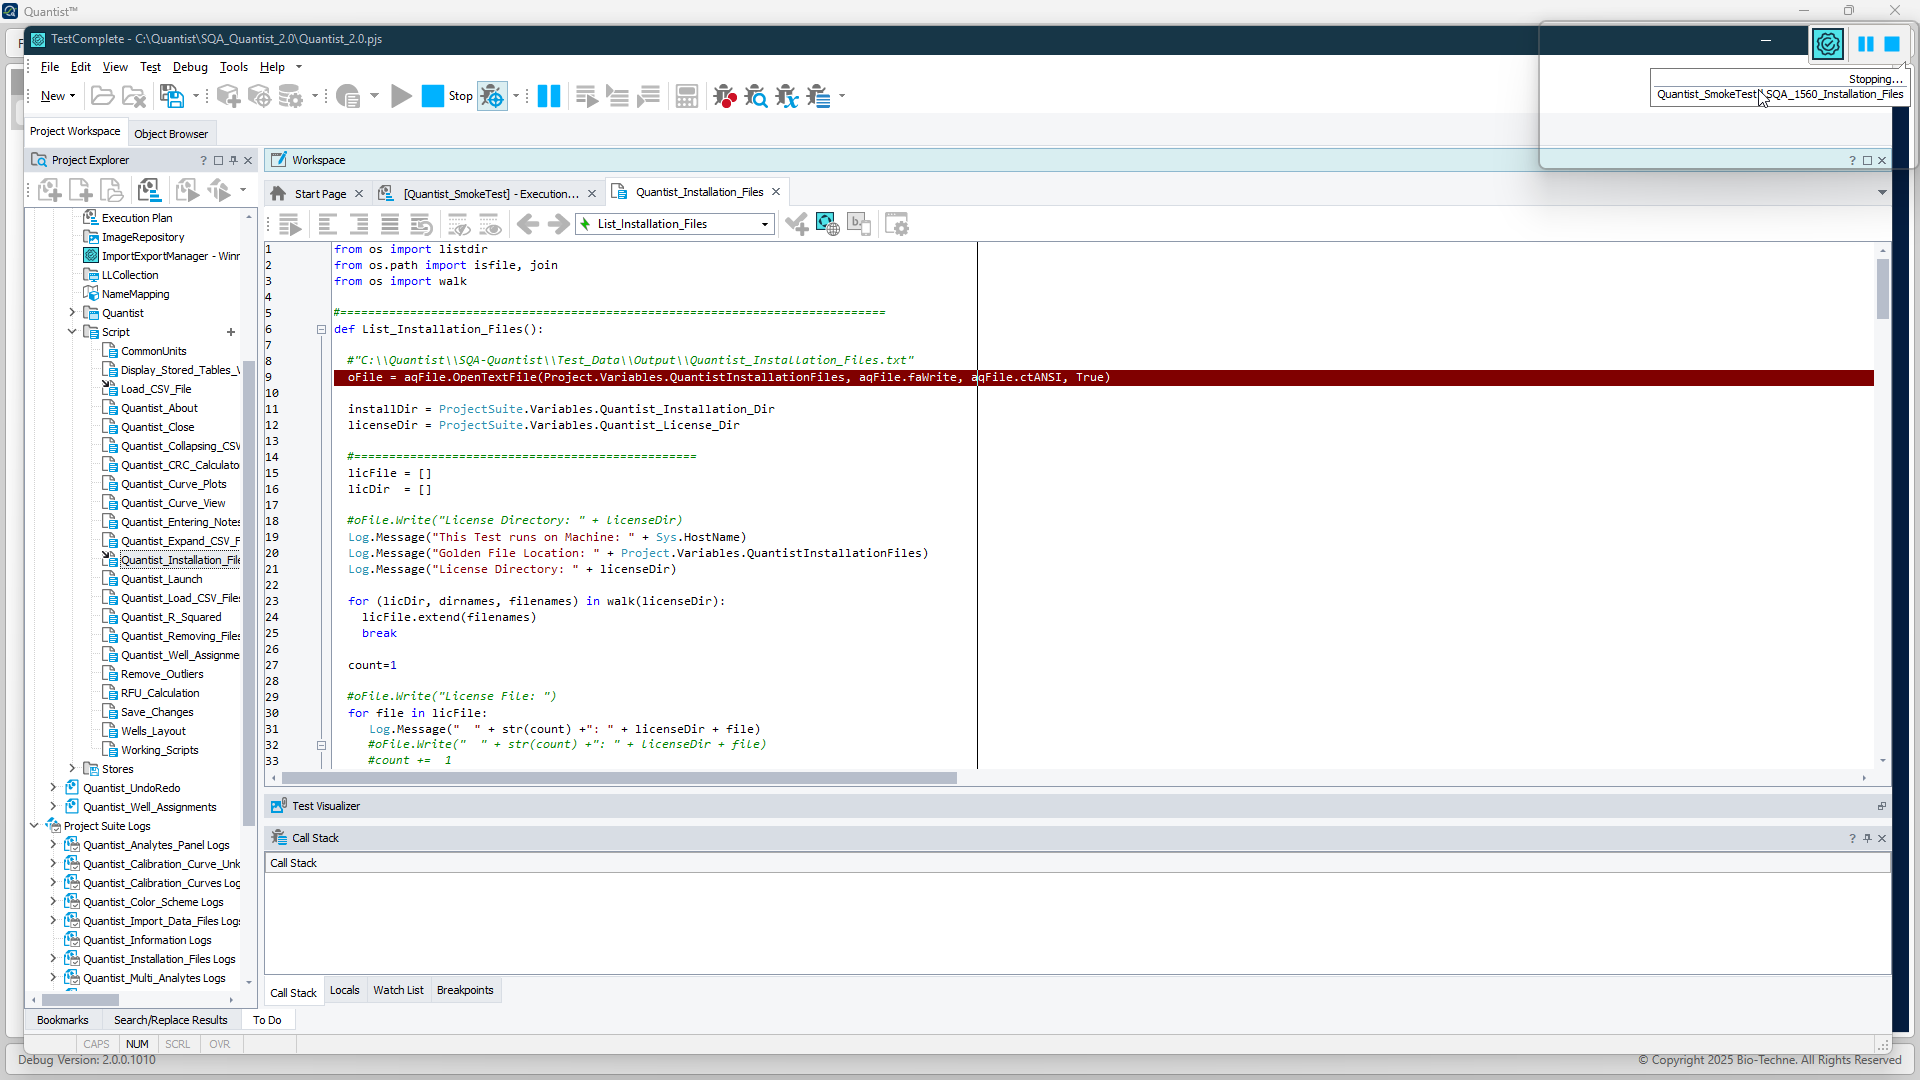 Quantist™
TestComplete - C:\Quantist\SQA_Quantist_2.0\Quantist_2.0.pjs
File Edit View Test Debug Tools Help
Stopping...
Quantist_SmokeTest SQA_1560_Installation_Files
New
Stop
Project Workspace
Object Browser
Project Explorer
Workspace
Start Page
[Quantist_SmokeTest] - Execution...
Quantist_Installation_Files
List_Installation_Files
Execution Plan
ImageRepository
ImportExportManager - Winr
LLCollection
NameMapping
Quantist
Script
CommonUnits
Display_Stored_Tables_V
Load_CSV_File
Quantist_About
Quantist_Close
Quantist_Collapsing_CSV
Quantist_CRC_Calculato
Quantist_Curve_Plots
Quantist_Curve_View
Quantist_Entering_Notes
Quantist_Expand_CSV_F
Quantist_Installation_File
Quantist_Launch
Quantist_Load_CSV_Files
Quantist_R_Squared
Quantist_Removing_Files
Quantist_Well_Assignme
Remove_Outliers
RFU_Calculation
Save_Changes
Wells_Layout
Working_Scripts
Stores
Quantist_UndoRedo
Quantist_Well_Assignments
Project Suite Logs
Quantist_Analytes_Panel Logs
Quantist_Calibration_Curve_Unk
Quantist_Calibration_Curves Log
Quantist_Color_Scheme Logs
Quantist_Import_Data_Files Logs
Quantist_Information Logs
Quantist_Installation_Files Logs
Quantist_Multi_Analytes Logs
1 from os import listdir
2 from os.path import isfile, join
3 from os import walk
4
5 #==============================================================================
6 def List_Installation_Files():
7
8 #"C:\\Quantist\\SQA-Quantist\\Test_Data\\Output\\Quantist_Installation_Files.txt"
9 oFile = aqFile.OpenTextFile(Project.Variables.QuantistInstallationFiles, aqFile.faWrite, aqFile.ctANSI, True)
10
11 installDir = ProjectSuite.Variables.Quantist_Installation_Dir
12 licenseDir = ProjectSuite.Variables.Quantist_License_Dir
13
14 #=================================================
15 licFile = []
16 licDir  = []
17
18 #oFile.Write("License Directory: " + licenseDir)
19 Log.Message("This Test runs on Machine: " + Sys.HostName)
20 Log.Message("Golden File Location: " + Project.Variables.QuantistInstallationFiles)
21 Log.Message("License Directory: " + licenseDir)
22
23 for (licDir, dirnames, filenames) in walk(licenseDir):
24 licFile.extend(filenames)
25 break
26
27 count=1
28
29 #oFile.Write("License File: ")
30 for file in licFile:
31 Log.Message("  " + str(count) +": " + licenseDir + file)
32 #oFile.Write("  " + str(count) +": " + licenseDir + file)
33 #count +=  1
Test Visualizer
Call Stack
Call Stack
Call Stack Locals Watch List Breakpoints
Bookmarks Search/Replace Results To Do
CAPS NUM SCRL OVR
Debug Version: 2.0.0.1010
© Copyright 2025 Bio-Techne. All Rights Reserved